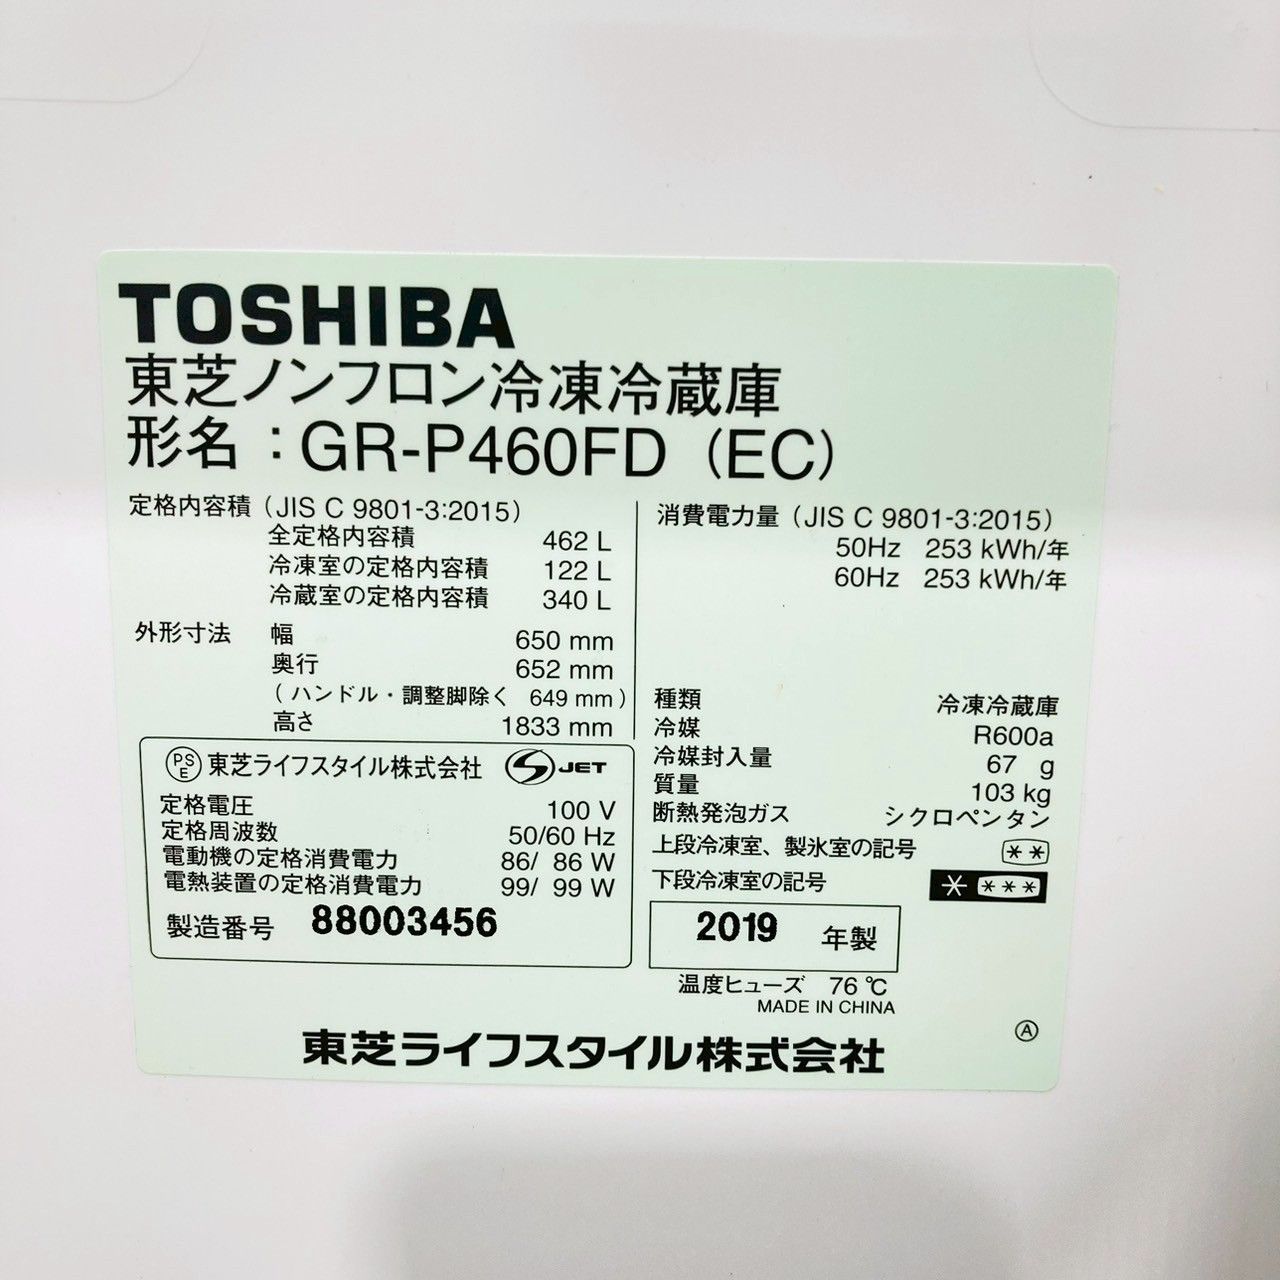 TOSHIBA
東芝ノンフロン冷凍冷蔵庫
形名：GR-P460FD（EC）
定格内容積（JIS C 9801-3:2015）
全定格内容積 462 L
冷凍室の定格内容積 122 L
冷蔵室の定格内容積 340 L
外形寸法 幅 650 mm
奥行 652 mm
（ハンドル・調整脚除く 649 mm）
高さ 1833 mm
PSE 東芝ライフスタイル株式会社 JET
定格電圧 100 V
定格周波数 50/60 Hz
電動機の定格消費電力 86/ 86 W
電熱装置の定格消費電力 99/ 99 W
製造番号 88003456
消費電力量（JIS C 9801-3:2015）
50Hz 253 kWh/年
60Hz 253 kWh/年
種類 冷凍冷蔵庫
冷媒 R600a
冷媒封入量 67 g
質量 103 kg
断熱発泡ガス シクロペンタン
上段冷凍室、製氷室の記号 **
下段冷凍室の記号 * ***
2019 年製
温度ヒューズ 76 ℃
MADE IN CHINA
Ⓐ
東芝ライフスタイル株式会社